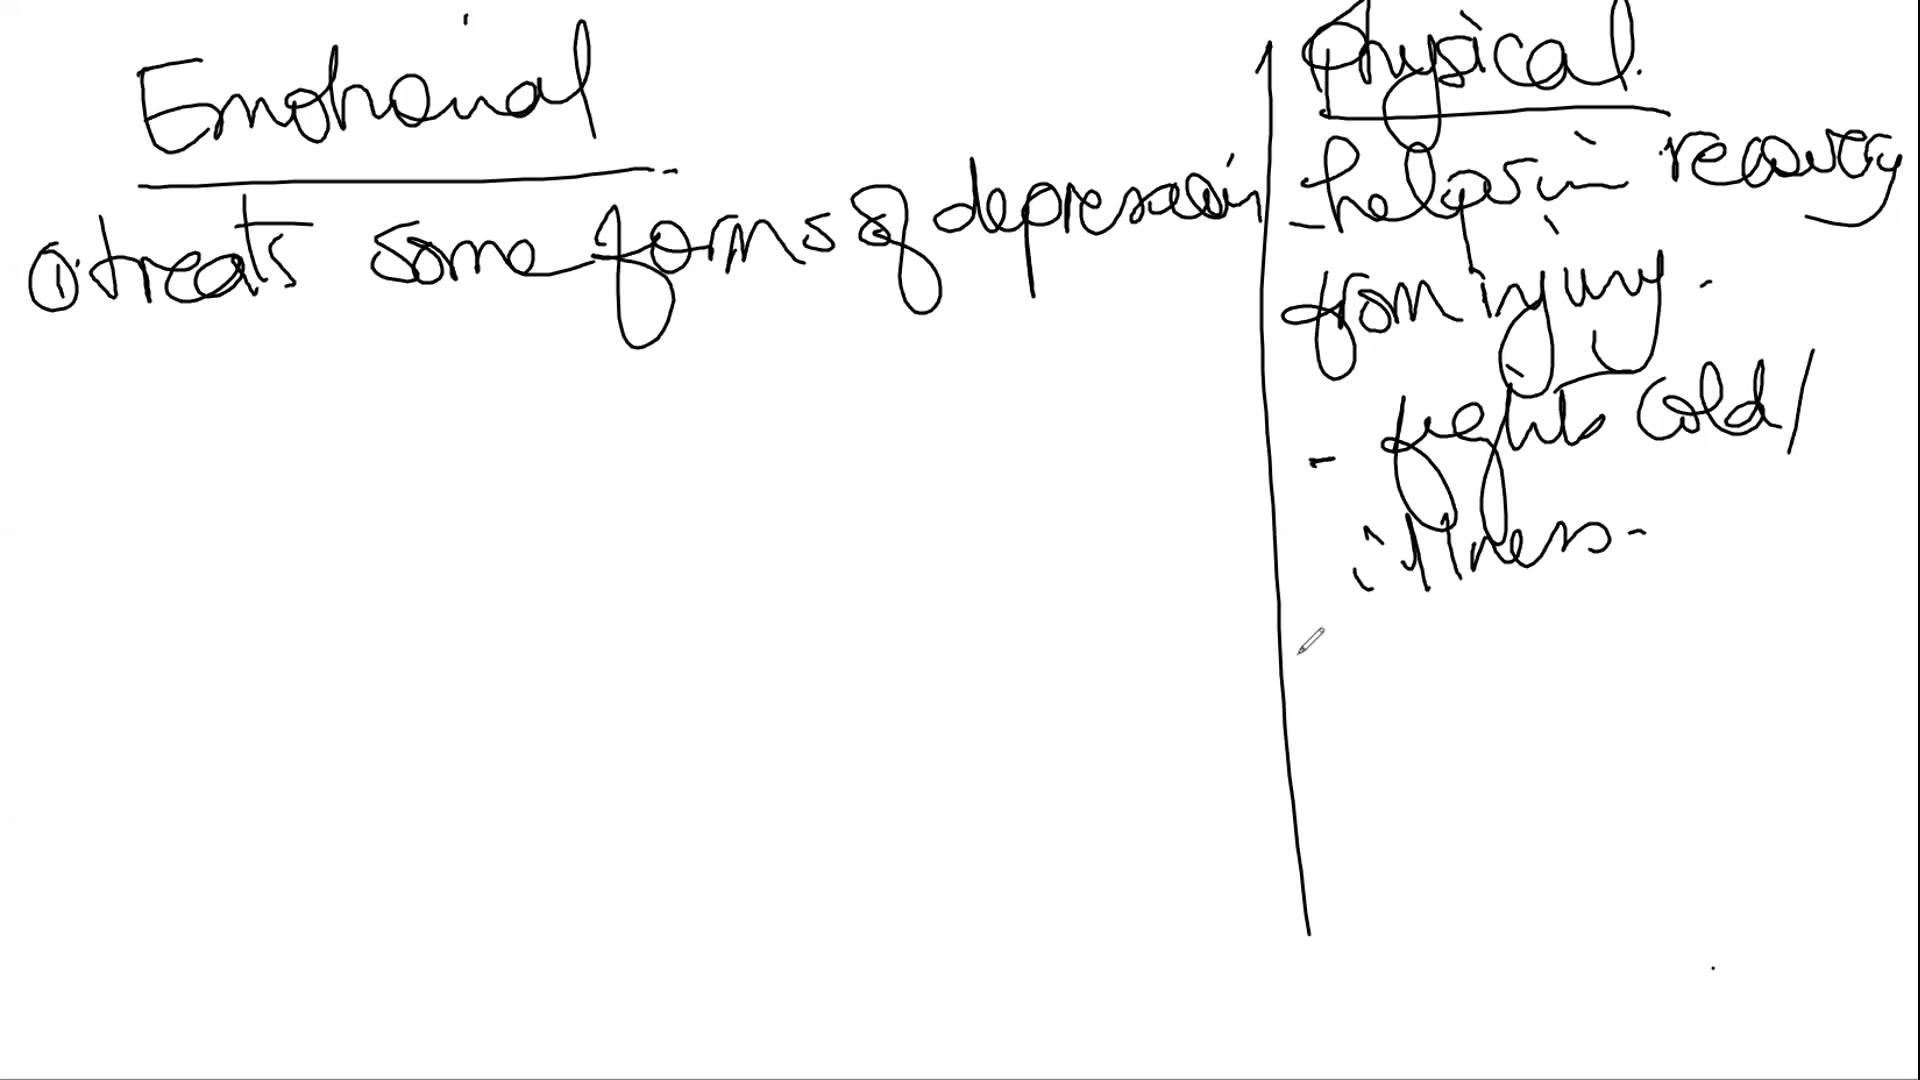 Emotional
① treats some forms of depression
Physical.
- helps in recovery
from injury.
- fights cold/
illness-